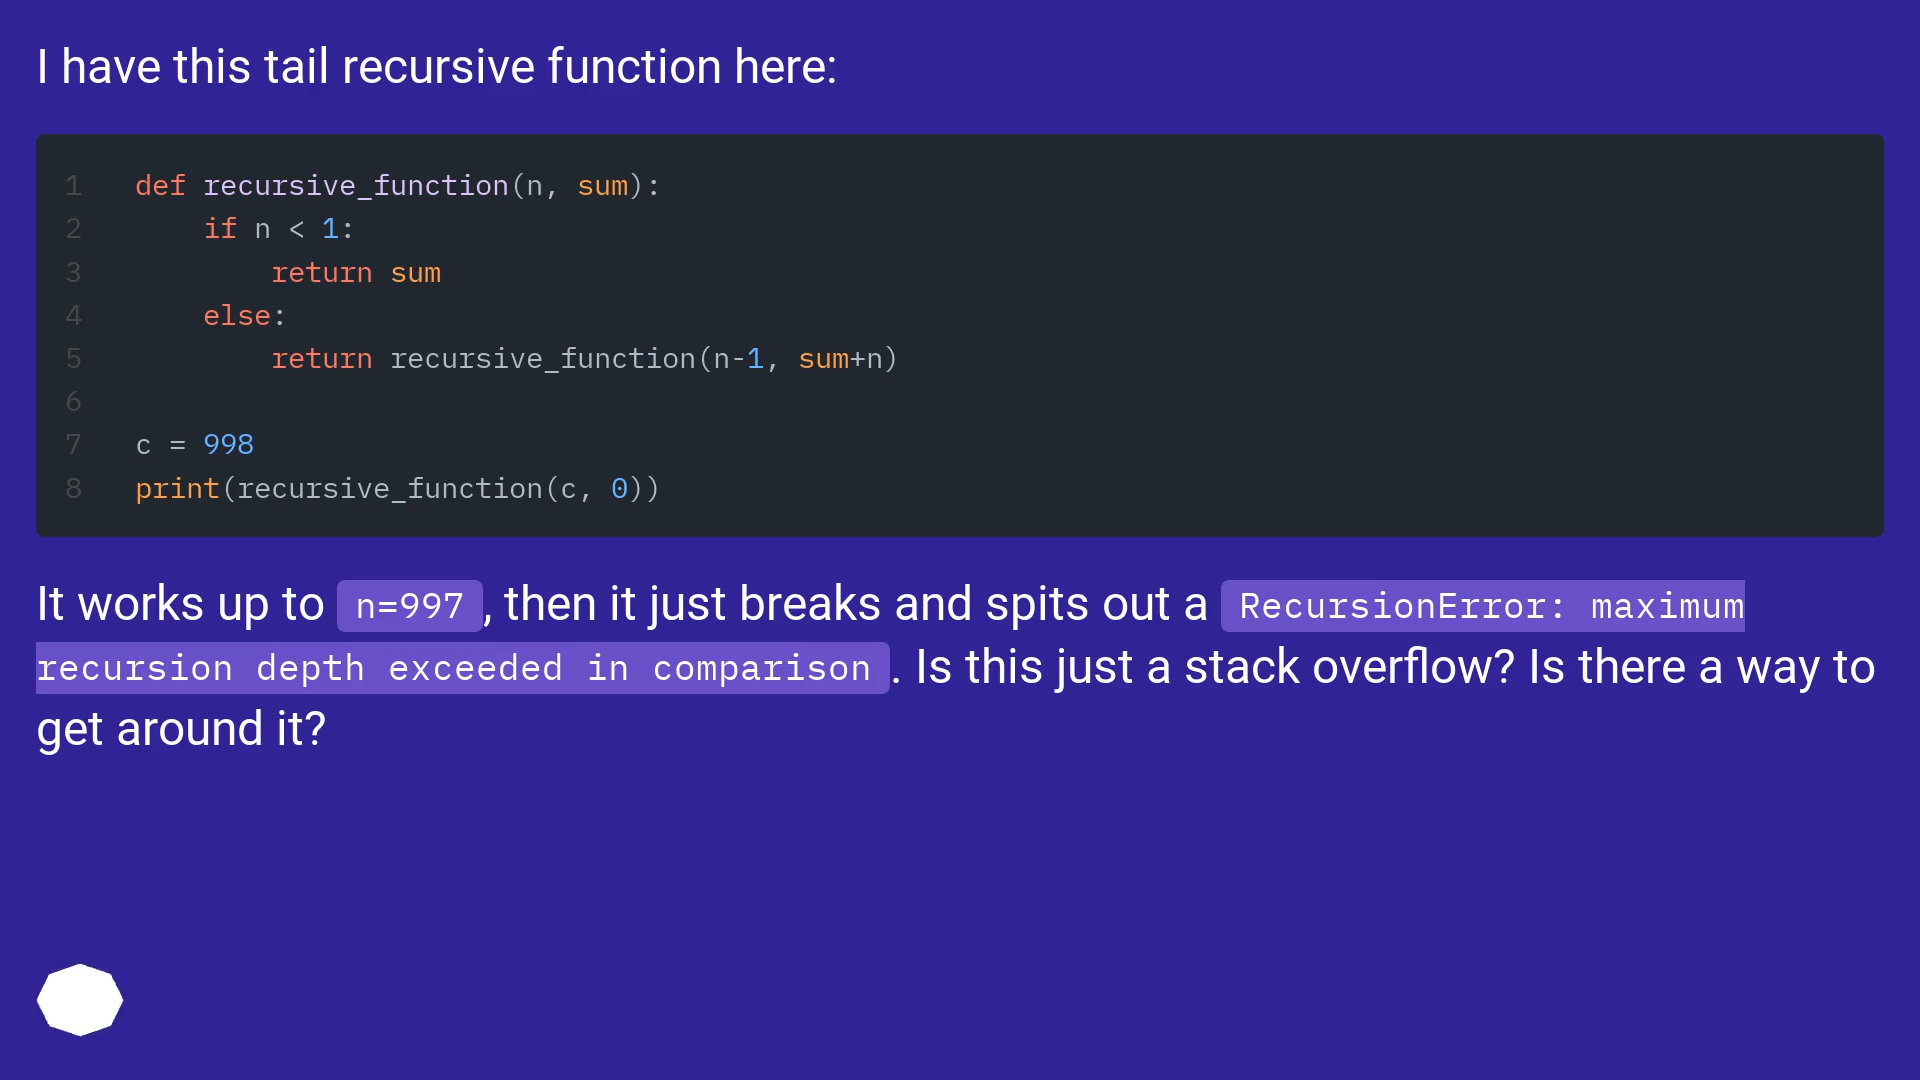 I have this tail recursive function here:
1 def recursive_function(n, sum):
2 if n < 1:
3 return sum
4 else:
5 return recursive_function(n-1, sum+n)
6
7 c = 998
8 print(recursive_function(c, 0))
It works up to n=997, then it just breaks and spits out a RecursionError: maximum
recursion depth exceeded in comparison. Is this just a stack overflow? Is there a way to
get around it?